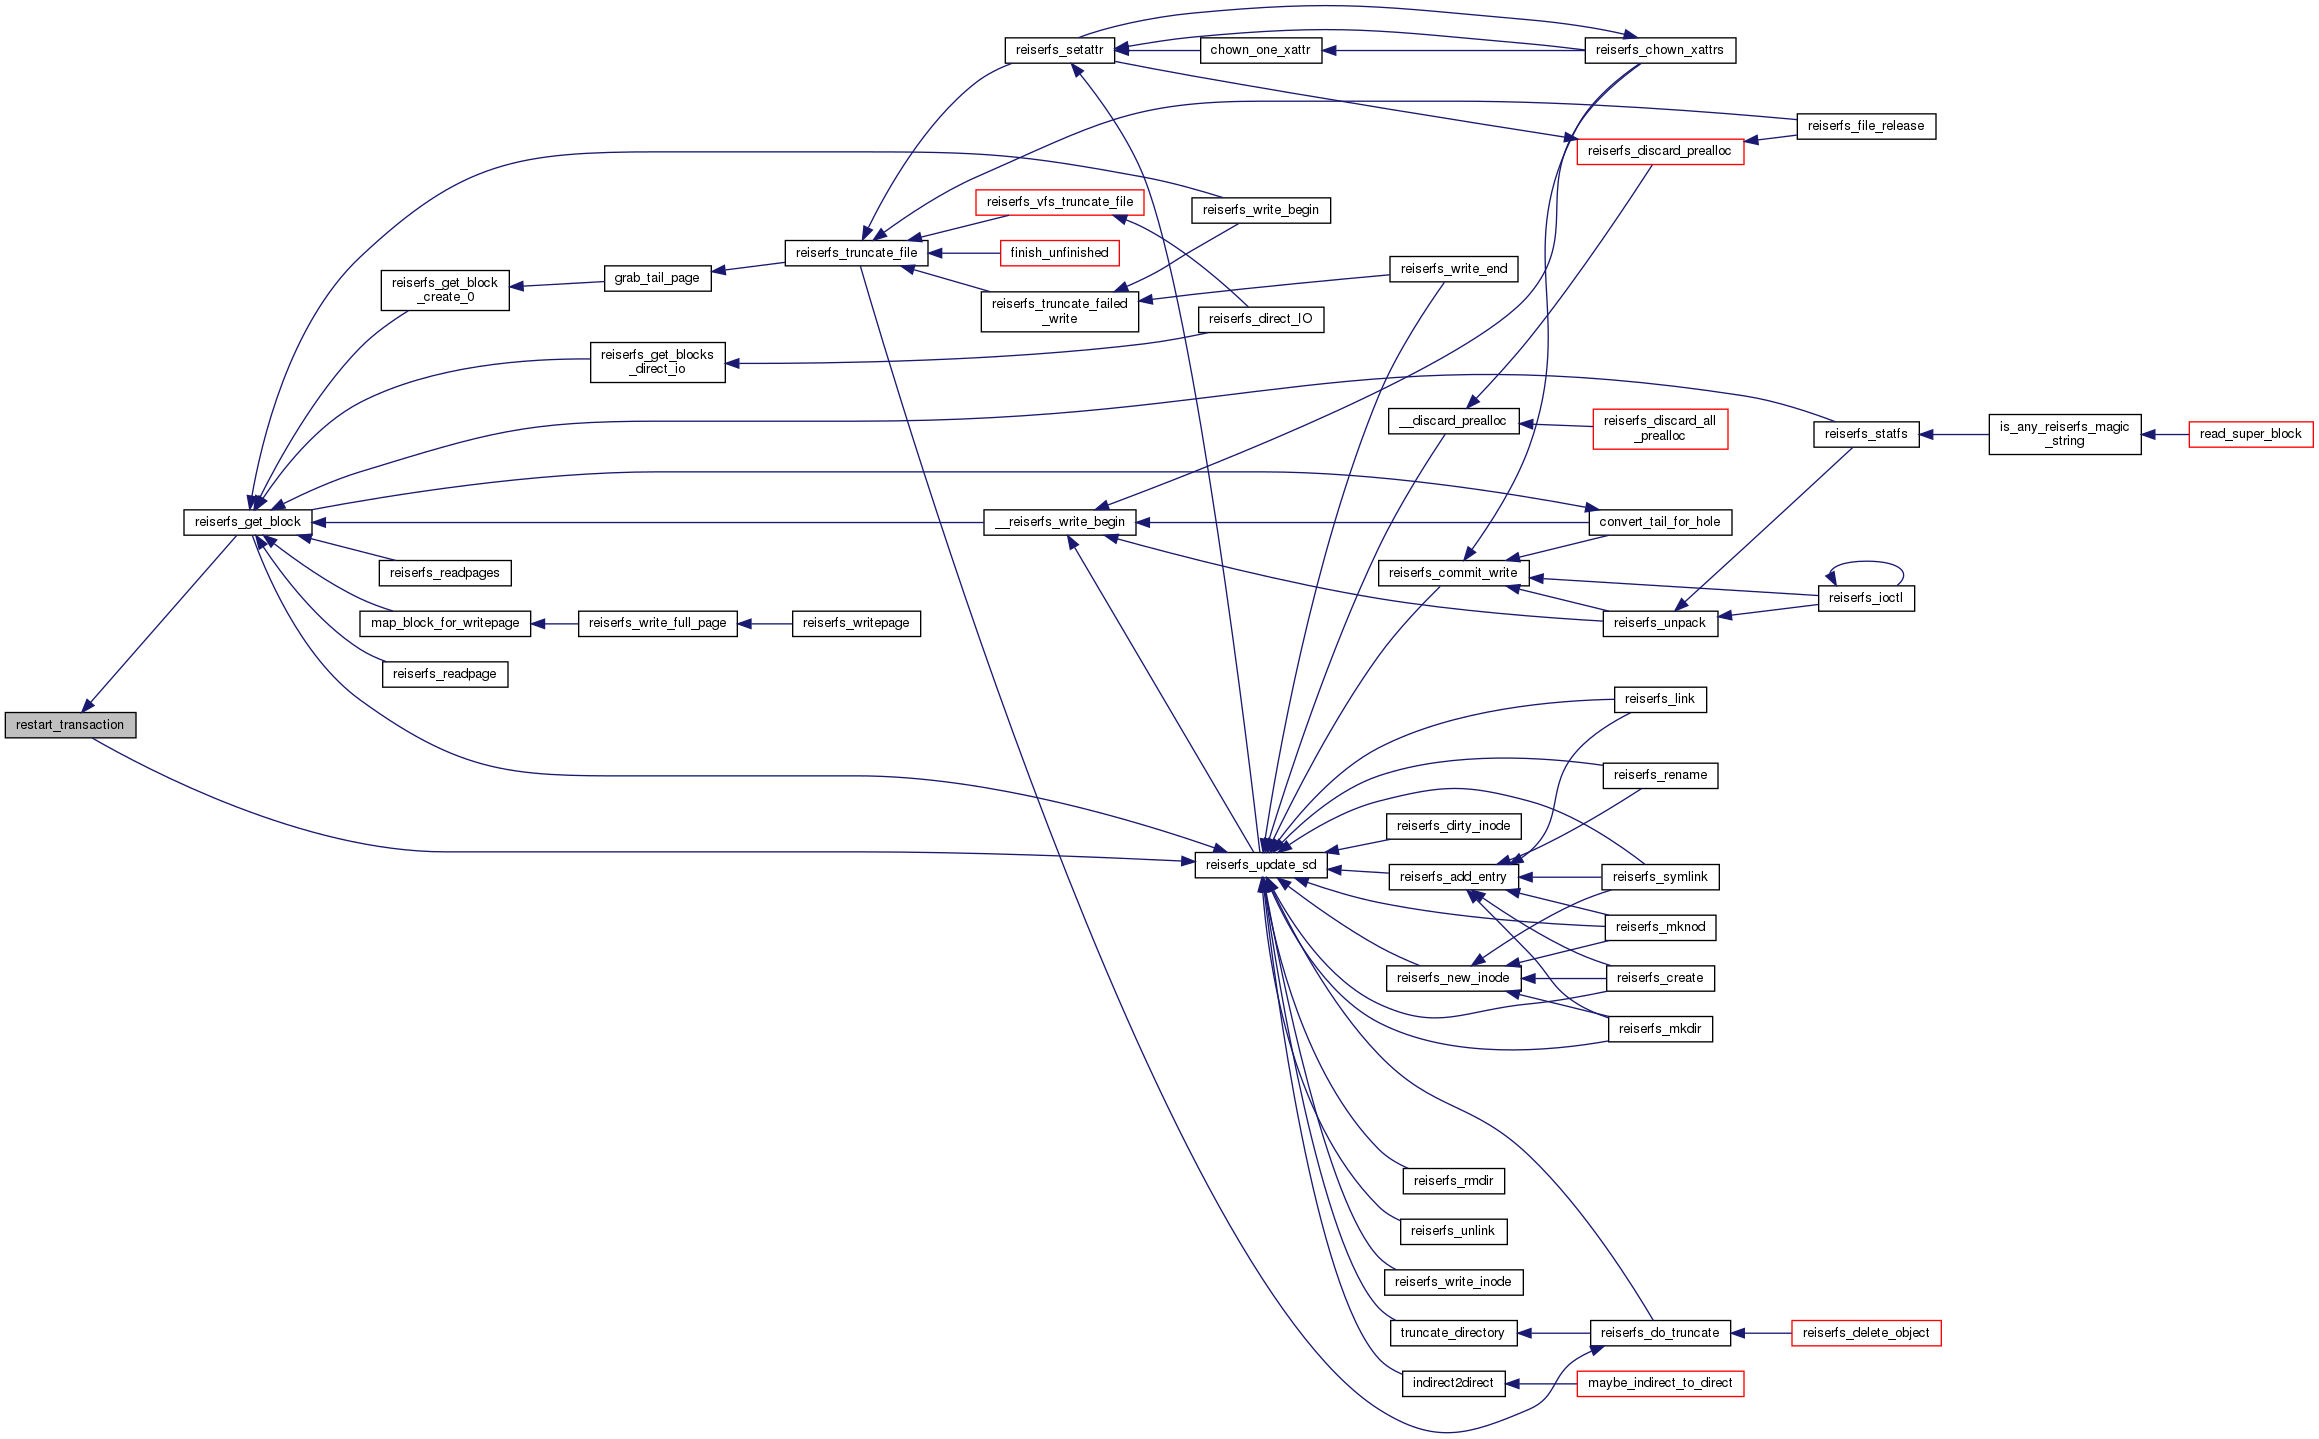 reiserfs_setattr
chown_one_xattr
reiserfs_chown_xattrs
reiserfs_file_release
reiserfs_discard_prealloc
reiserfs_vfs_truncate_file
reiserfs_write_begin
reiserfs_truncate_file
finish_unfinished
reiserfs_write_end
grab_tail_page
reiserfs_get_block
_create_0
reiserfs_truncate_failed
_write
reiserfs_direct_IO
reiserfs_get_blocks
_direct_io
__discard_prealloc
reiserfs_discard_all
_prealloc
reiserfs_statfs
is_any_reiserfs_magic
_string
read_super_block
reiserfs_get_block
__reiserfs_write_begin
convert_tail_for_hole
reiserfs_readpages
reiserfs_commit_write
reiserfs_ioctl
map_block_for_writepage
reiserfs_write_full_page
reiserfs_writepage
reiserfs_unpack
reiserfs_readpage
reiserfs_link
restart_transaction
reiserfs_rename
reiserfs_dirty_inode
reiserfs_update_sd
reiserfs_add_entry
reiserfs_symlink
reiserfs_mknod
reiserfs_new_inode
reiserfs_create
reiserfs_mkdir
reiserfs_rmdir
reiserfs_unlink
reiserfs_write_inode
truncate_directory
reiserfs_do_truncate
reiserfs_delete_object
indirect2direct
maybe_indirect_to_direct